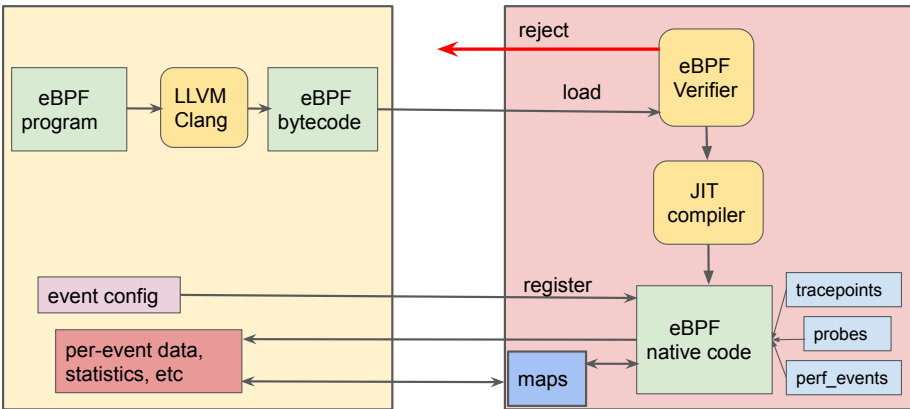 reject
eBPF
program
LLVM
Clang
eBPF
bytecode
load
eBPF
Verifier
JIT
compiler
event config
register
eBPF
native code
tracepoints
probes
perf_events
per-event data,
statistics, etc
maps